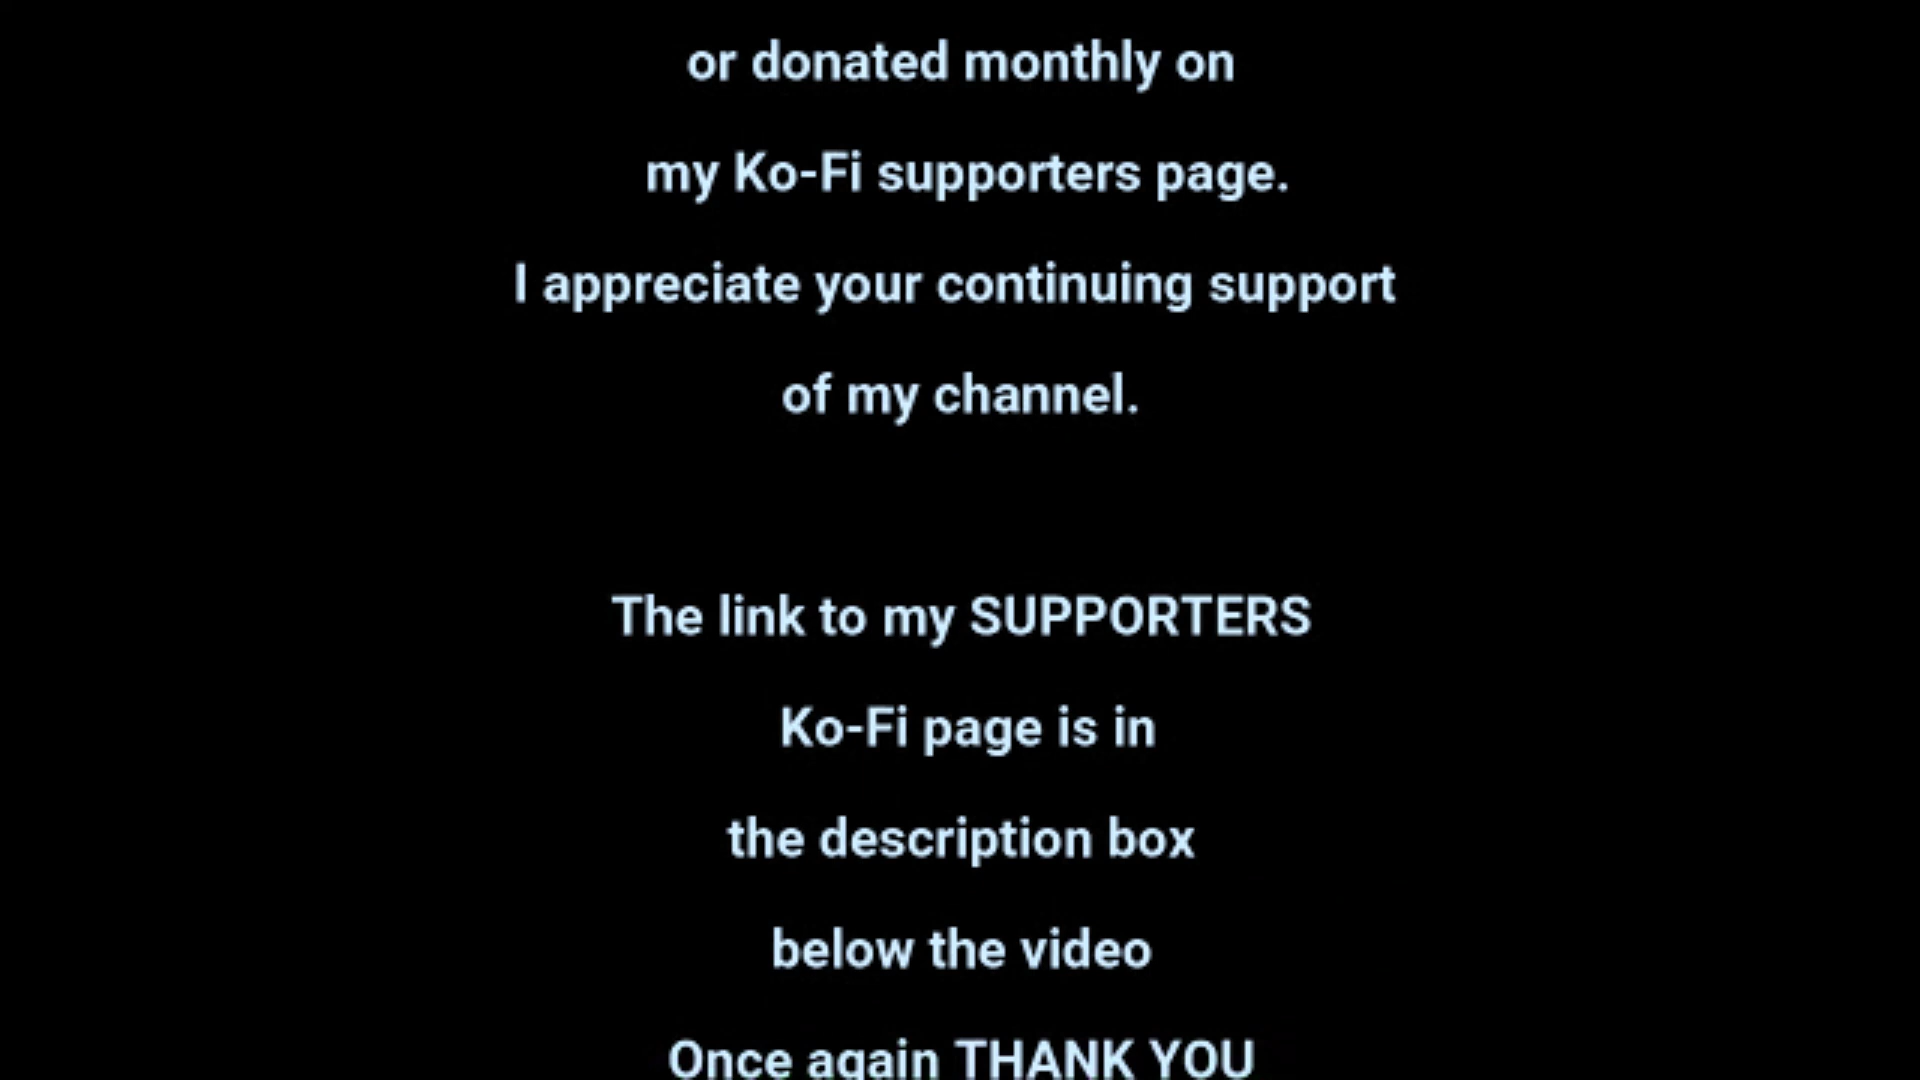 or donated monthly on
my Ko-Fi supporters page.
I appreciate your continuing support
of my channel.
The link to my SUPPORTERS
Ko-Fi page is in
the description box
below the video
Once again THANK YOU